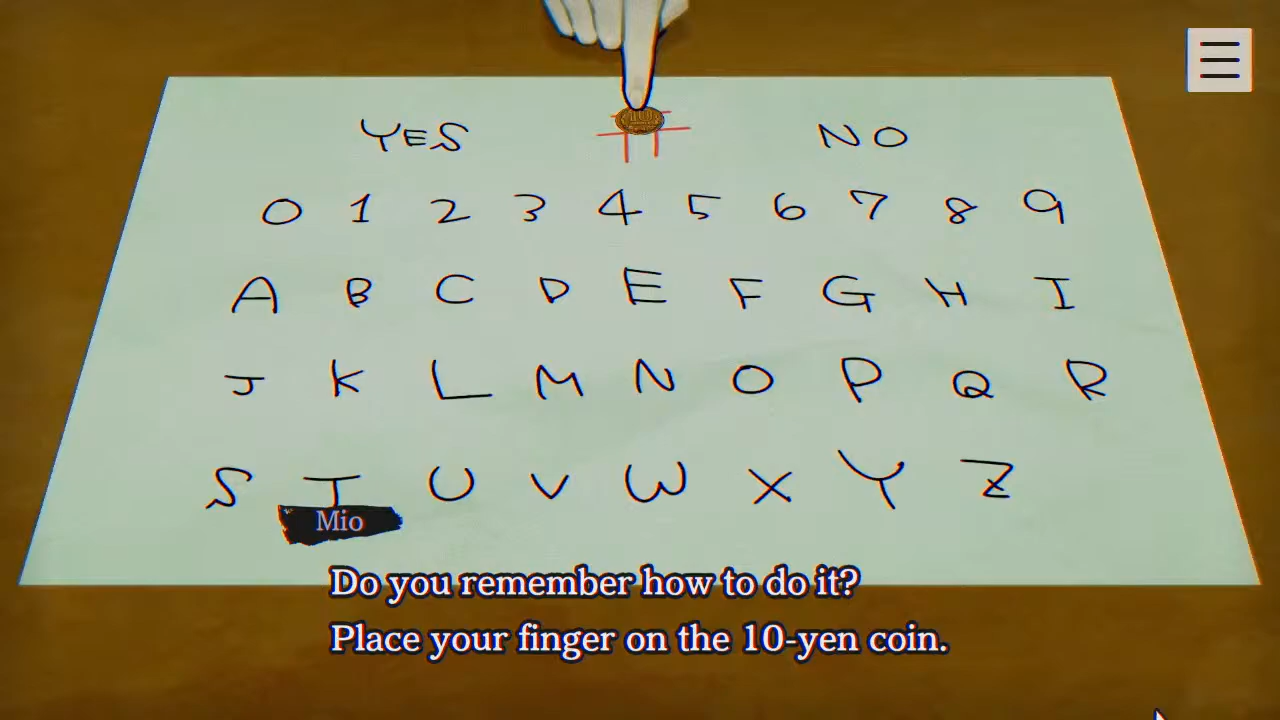 YES NO
0 1 2 3 4 5 6 7 8 9
A B C D E F G H I
J K L M N O P Q R
S T U V W X Y Z
Mio
Do you remember how to do it?
Place your finger on the 10-yen coin.